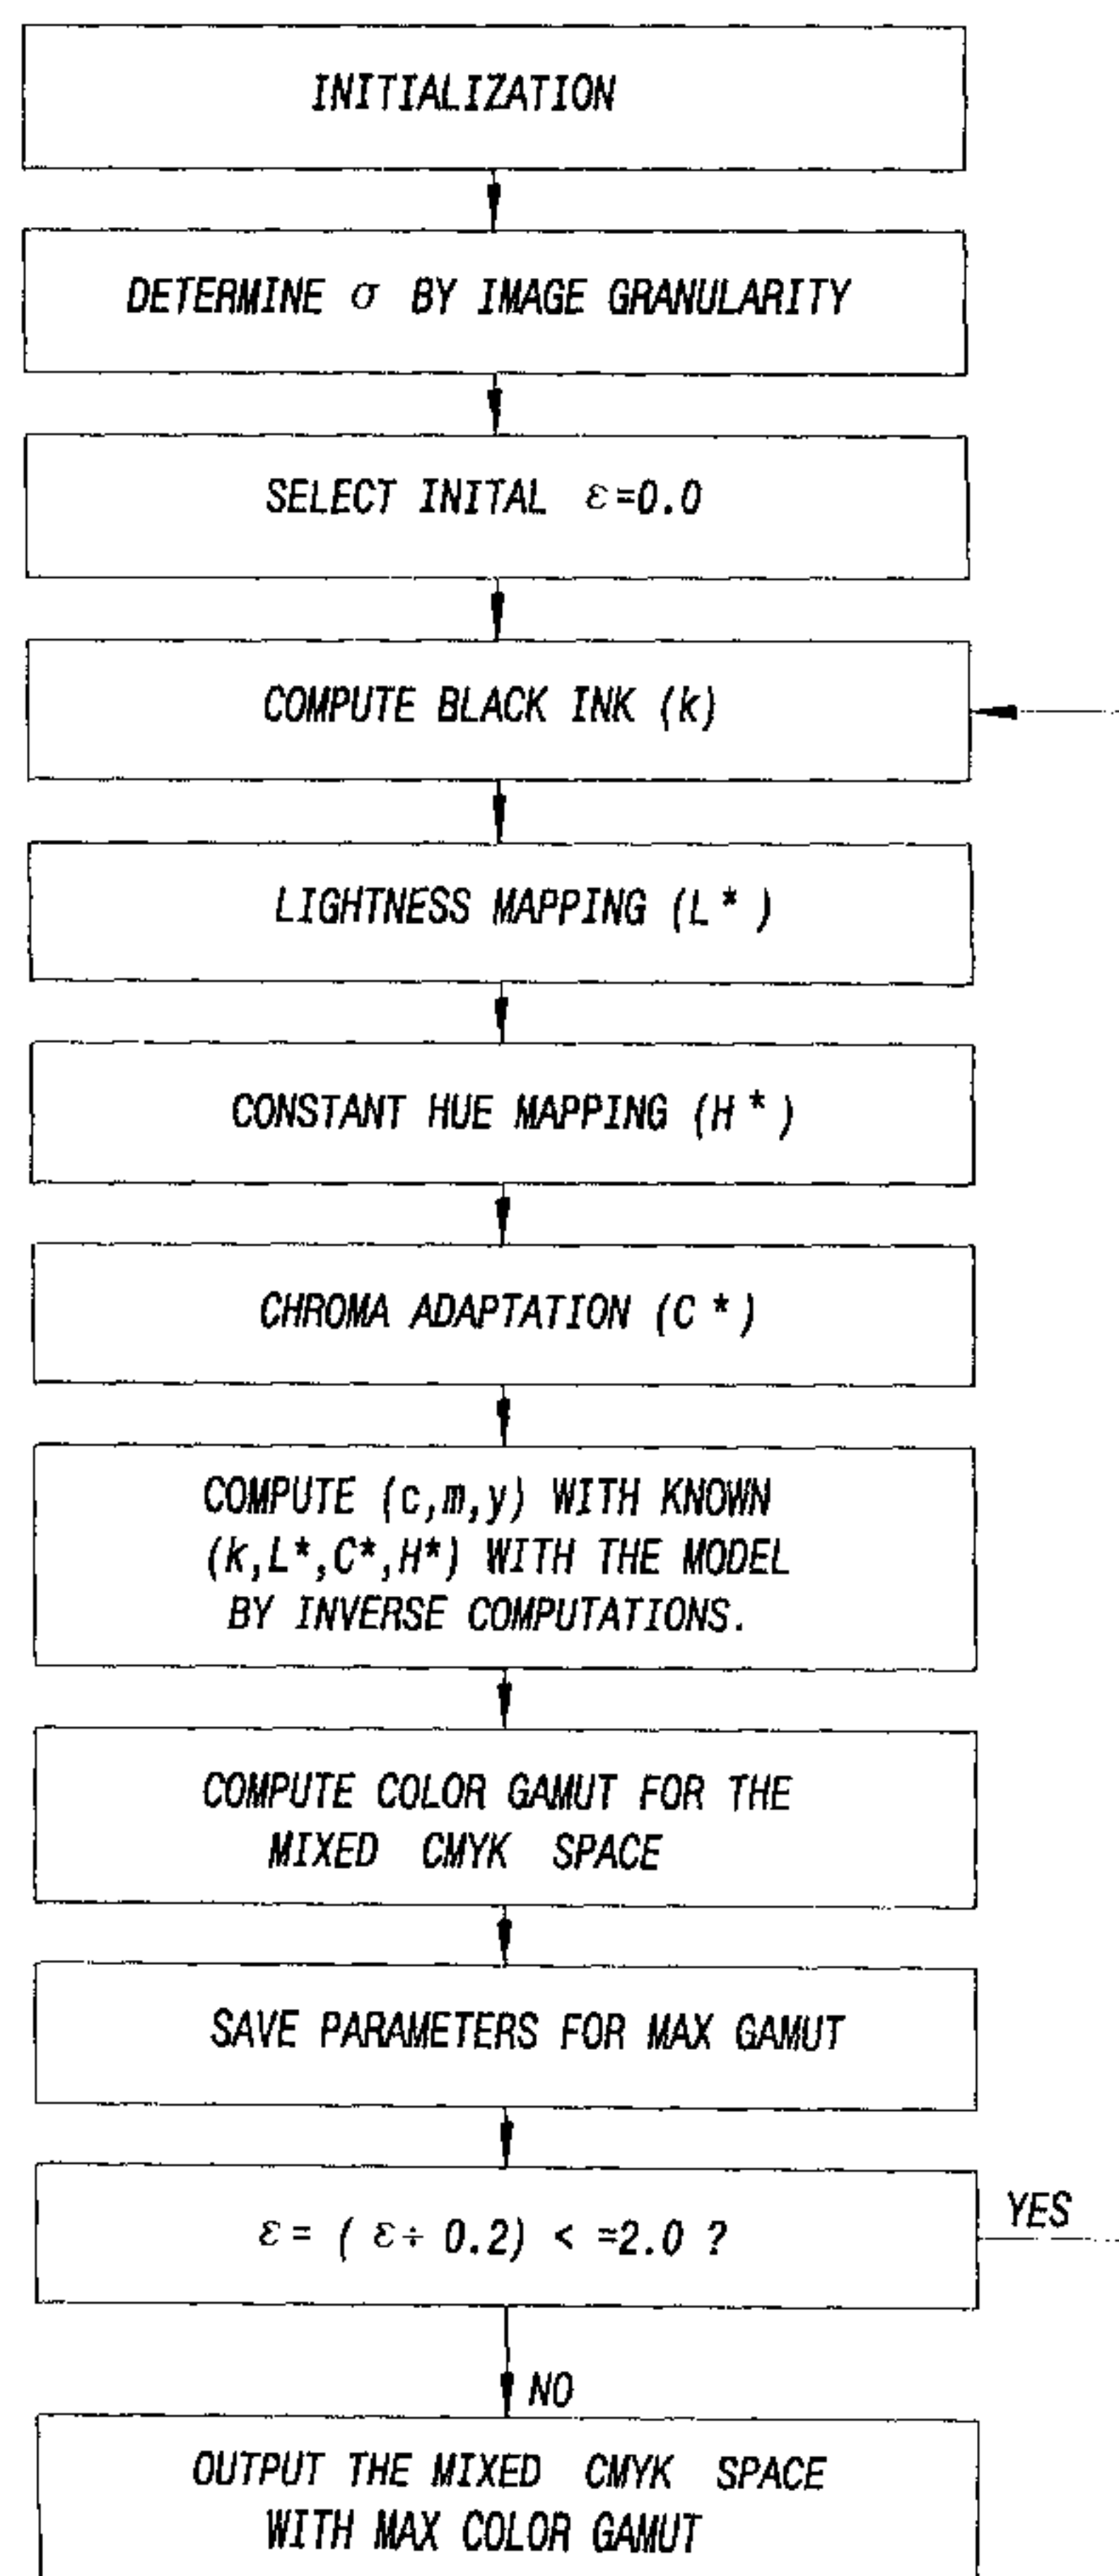 INITIALIZATION
DETERMINE σ BY IMAGE GRANULARITY
SELECT INITAL ε=0.0
COMPUTE BLACK INK (k)
LIGHTNESS MAPPING (L*)
CONSTANT HUE MAPPING (H*)
CHROMA ADAPTATION (C*)
COMPUTE (c,m,y) WITH KNOWN
(k,L*,C*,H*) WITH THE MODEL
BY INVERSE COMPUTATIONS.
COMPUTE COLOR GAMUT FOR THE
MIXED CMYK SPACE
SAVE PARAMETERS FOR MAX GAMUT
ε= ( ε+ 0.2) < =2.0 ?
YES
NO
OUTPUT THE MIXED CMYK SPACE
WITH MAX COLOR GAMUT